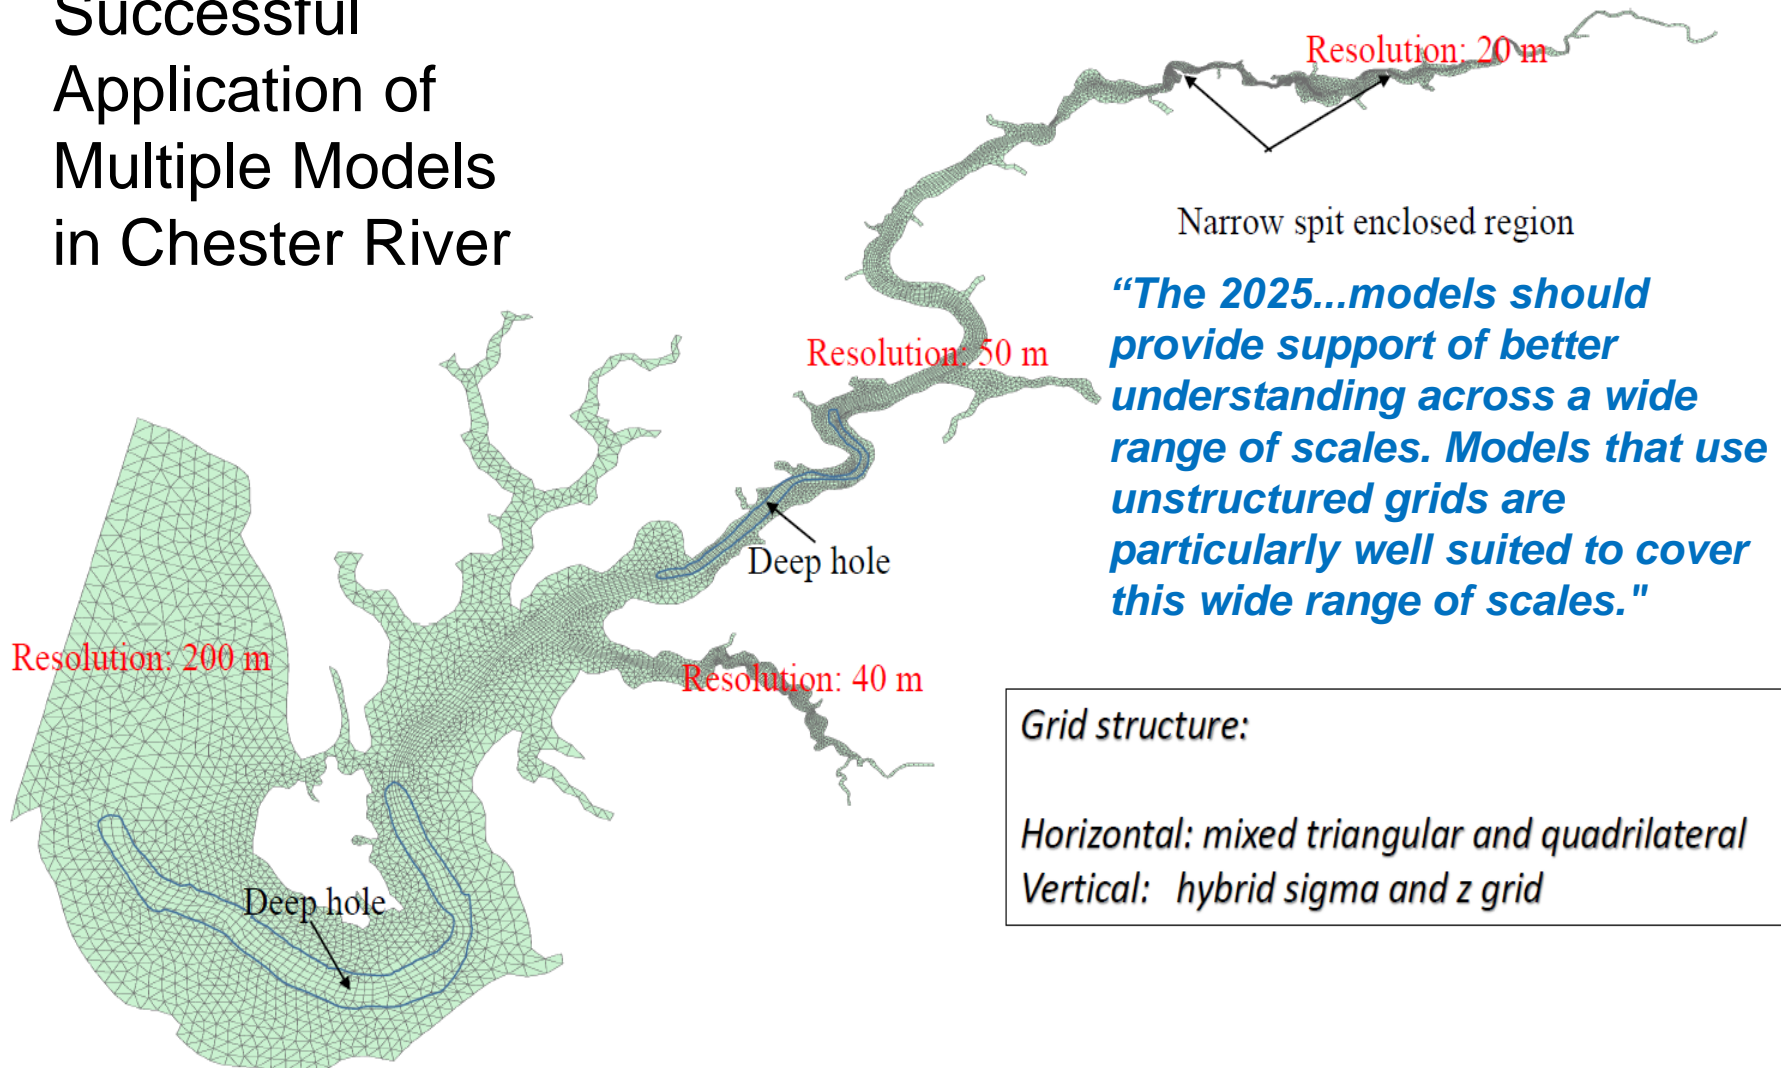 Successful
Application of
Multiple Models
in Chester River
Resolution: 20 m
Narrow spit enclosed region
“The 2025...models should
provide support of better
understanding across a wide
range of scales. Models that use
unstructured grids are
particularly well suited to cover
this wide range of scales."
Resolution: 50 m
Deep hole
Resolution: 200 m
Resolution: 40 m
Deep hole
Grid structure:
Horizontal: mixed triangular and quadrilateral
Vertical: hybrid sigma and z grid